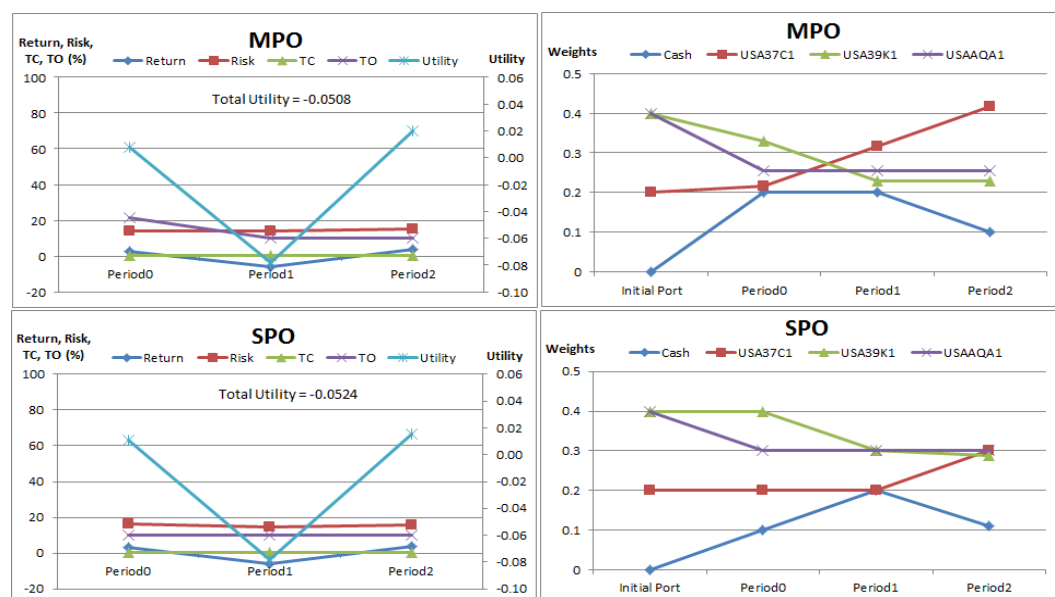 MPO
Return, Risk,
TC, TO (%)
Return Risk TC TO Utility
Utility
Total Utility = -0.0508
100
80
60
40
20
0
-20
0.06
0.04
0.02
0.00
-0.02
-0.04
-0.06
-0.08
-0.10
Period0 Period1 Period2
MPO
Weights
Cash USA37C1 USA39K1 USAAQA1
0.5
0.4
0.3
0.2
0.1
0
Initial Port Period0 Period1 Period2
SPO
Return, Risk,
TC, TO (%)
Return Risk TC TO Utility
Utility
Total Utility = -0.0524
100
80
60
40
20
0
-20
0.06
0.04
0.02
0.00
-0.02
-0.04
-0.06
-0.08
-0.10
Period0 Period1 Period2
SPO
Weights
Cash USA37C1 USA39K1 USAAQA1
0.5
0.4
0.3
0.2
0.1
0
Initial Port Period0 Period1 Period2